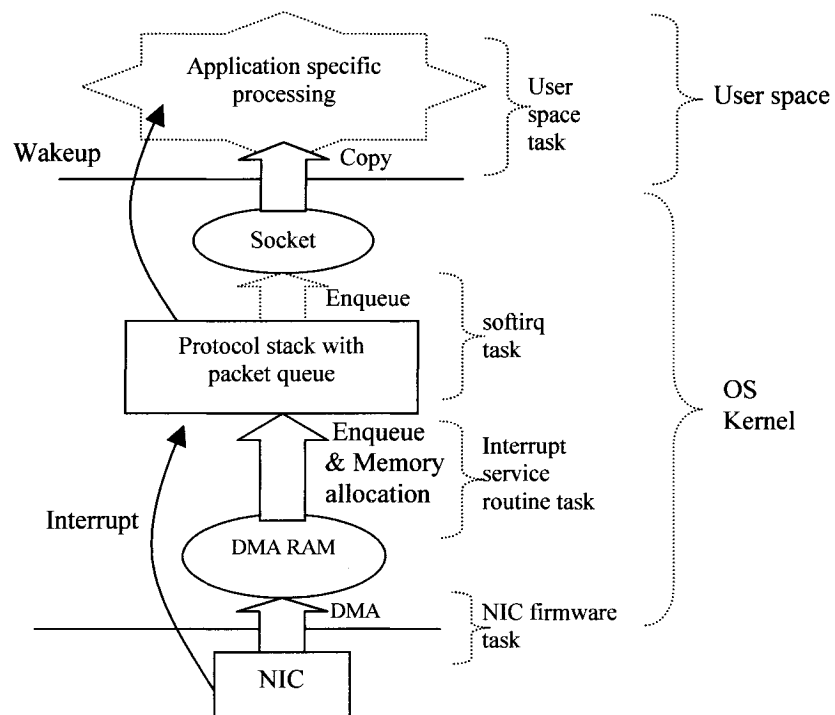 Application specific
processing
User
space
task
User space
Wakeup
Copy
Socket
Enqueue
softirq
task
Protocol stack with
packet queue
OS
Kernel
Enqueue
& Memory
allocation
Interrupt
service
routine task
Interrupt
DMA RAM
DMA
NIC firmware
task
NIC